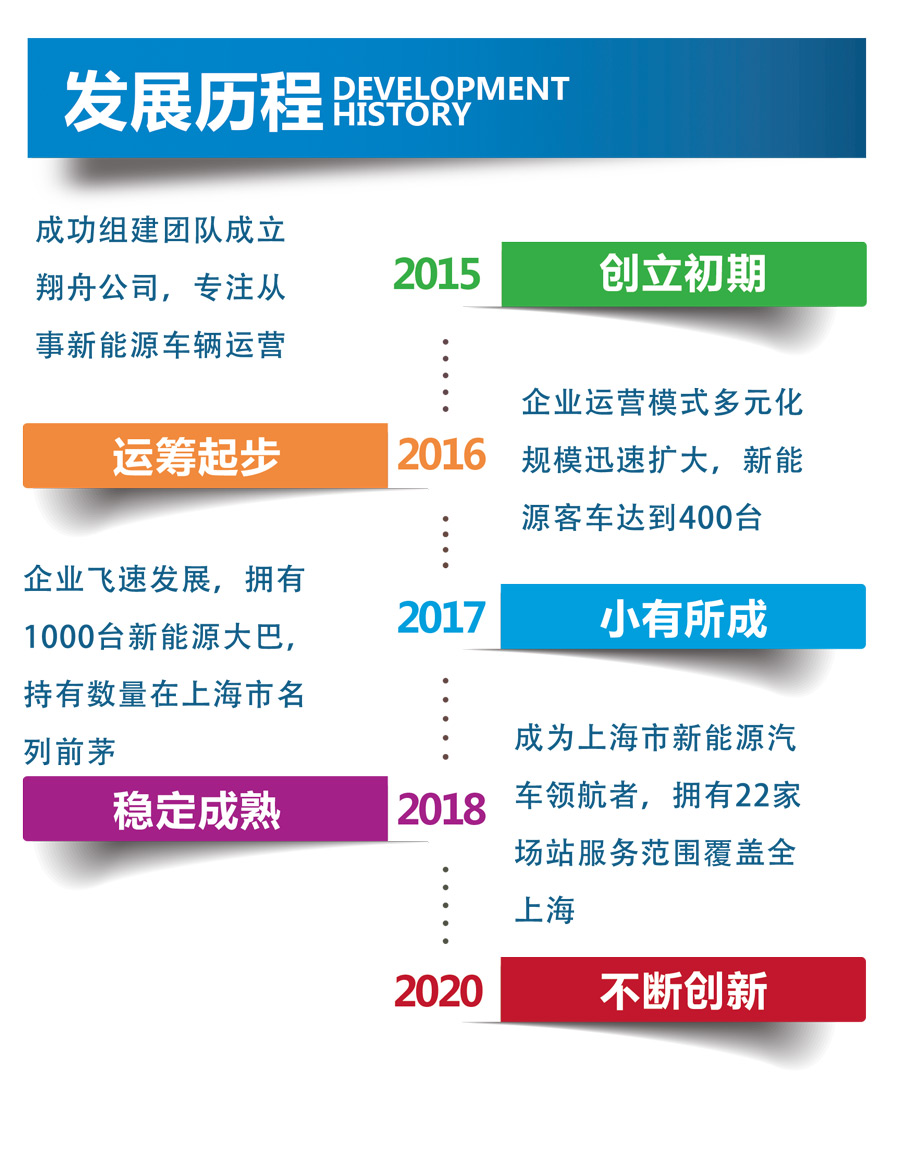 发展历程 DEVELOPMENT
HISTORY
成功组建团队成立
翔舟公司，专注从
事新能源车辆运营
2015 创立初期
企业运营模式多元化
规模迅速扩大，新能
源客车达到400台
运筹起步 2016
企业飞速发展，拥有
1000台新能源大巴，
持有数量在上海市名
列前茅
2017 小有所成
成为上海市新能源汽
车领航者，拥有22家
场站服务范围覆盖全
上海
稳定成熟 2018
2020 不断创新